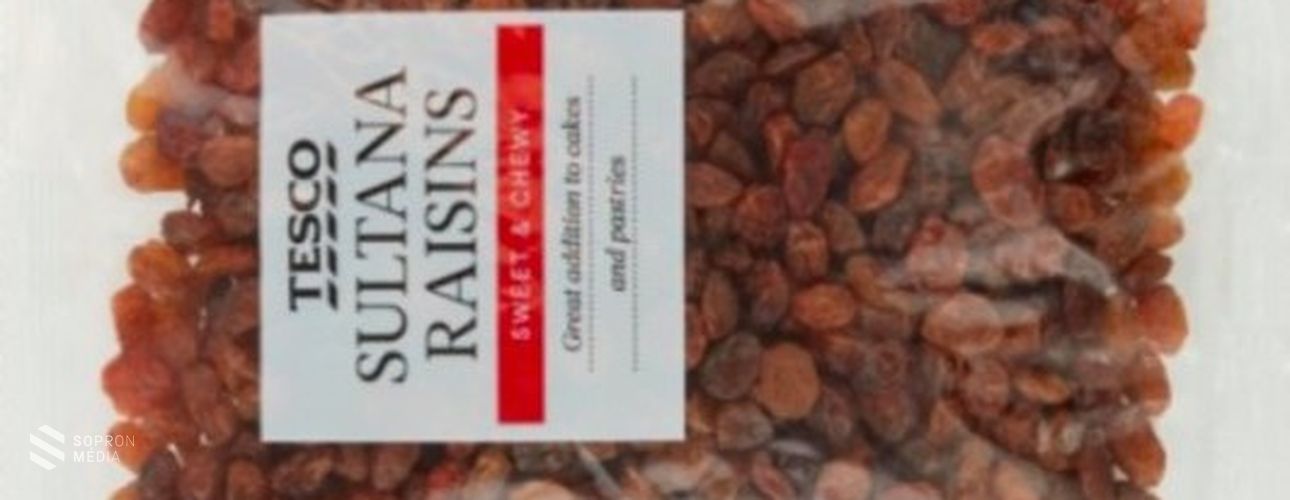 TESCO
SULTANA
RAISINS
SWEET & CHEWY
Great addition to cakes
and pastries
SOPRON
MÉDIA